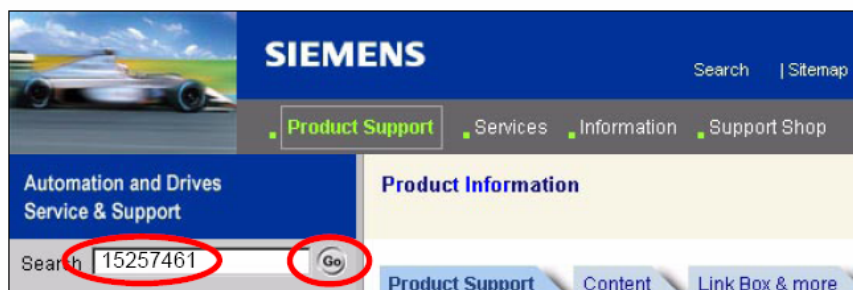 SIEMENS
Search | Sitemap
Product Support Services Information Support Shop
Automation and Drives
Service & Support
Product Information
Search 15257461 Go
Product Support Content Link Box & more